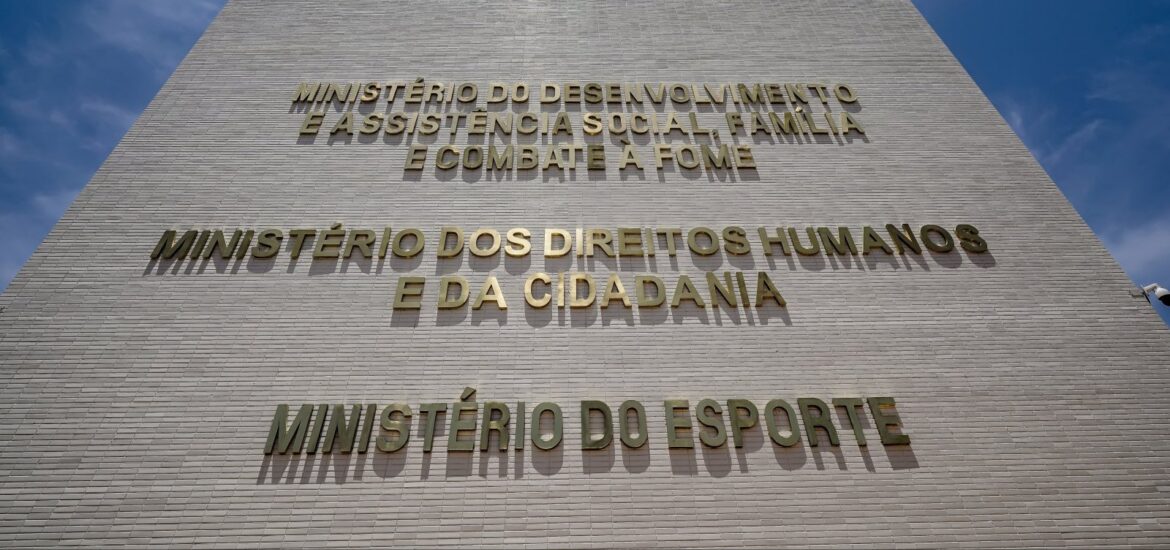 MINISTÉRIO DO DESENVOLVIMENTO
E ASSISTÊNCIA SOCIAL, FAMÍLIA
E COMBATE À FOME
MINISTÉRIO DOS DIREITOS HUMANOS
E DA CIDADANIA
MINISTÉRIO DO ESPORTE